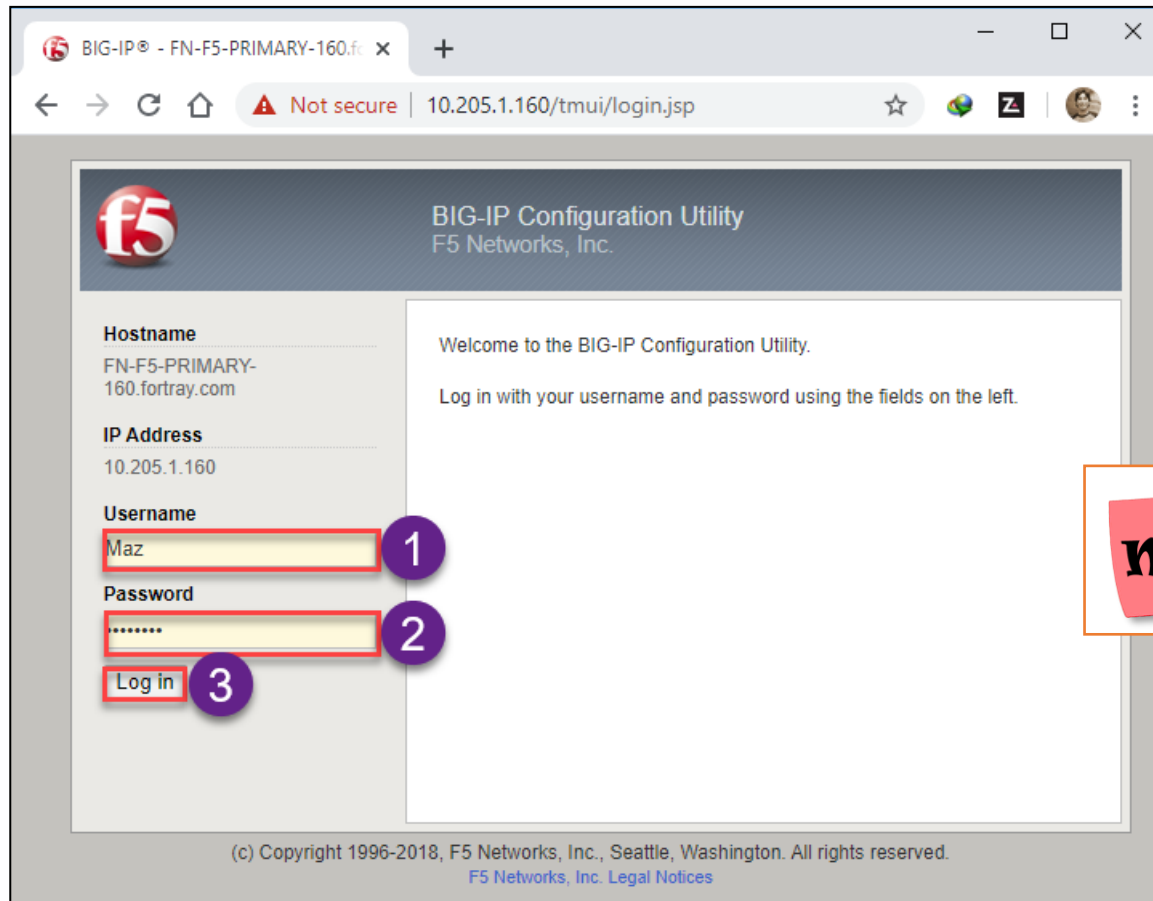 f5 BIG-IP® - FN-F5-PRIMARY-160.fo
Not secure | 10.205.1.160/tmui/login.jsp
f5
BIG-IP Configuration Utility
F5 Networks, Inc.
Hostname
FN-F5-PRIMARY-
160.fortray.com
IP Address
10.205.1.160
Username
Maz
1
Password
••••••••
2
Log in
3
Welcome to the BIG-IP Configuration Utility.
Log in with your username and password using the fields on the left.
(c) Copyright 1996-2018, F5 Networks, Inc., Seattle, Washington. All rights reserved.
F5 Networks, Inc. Legal Notices